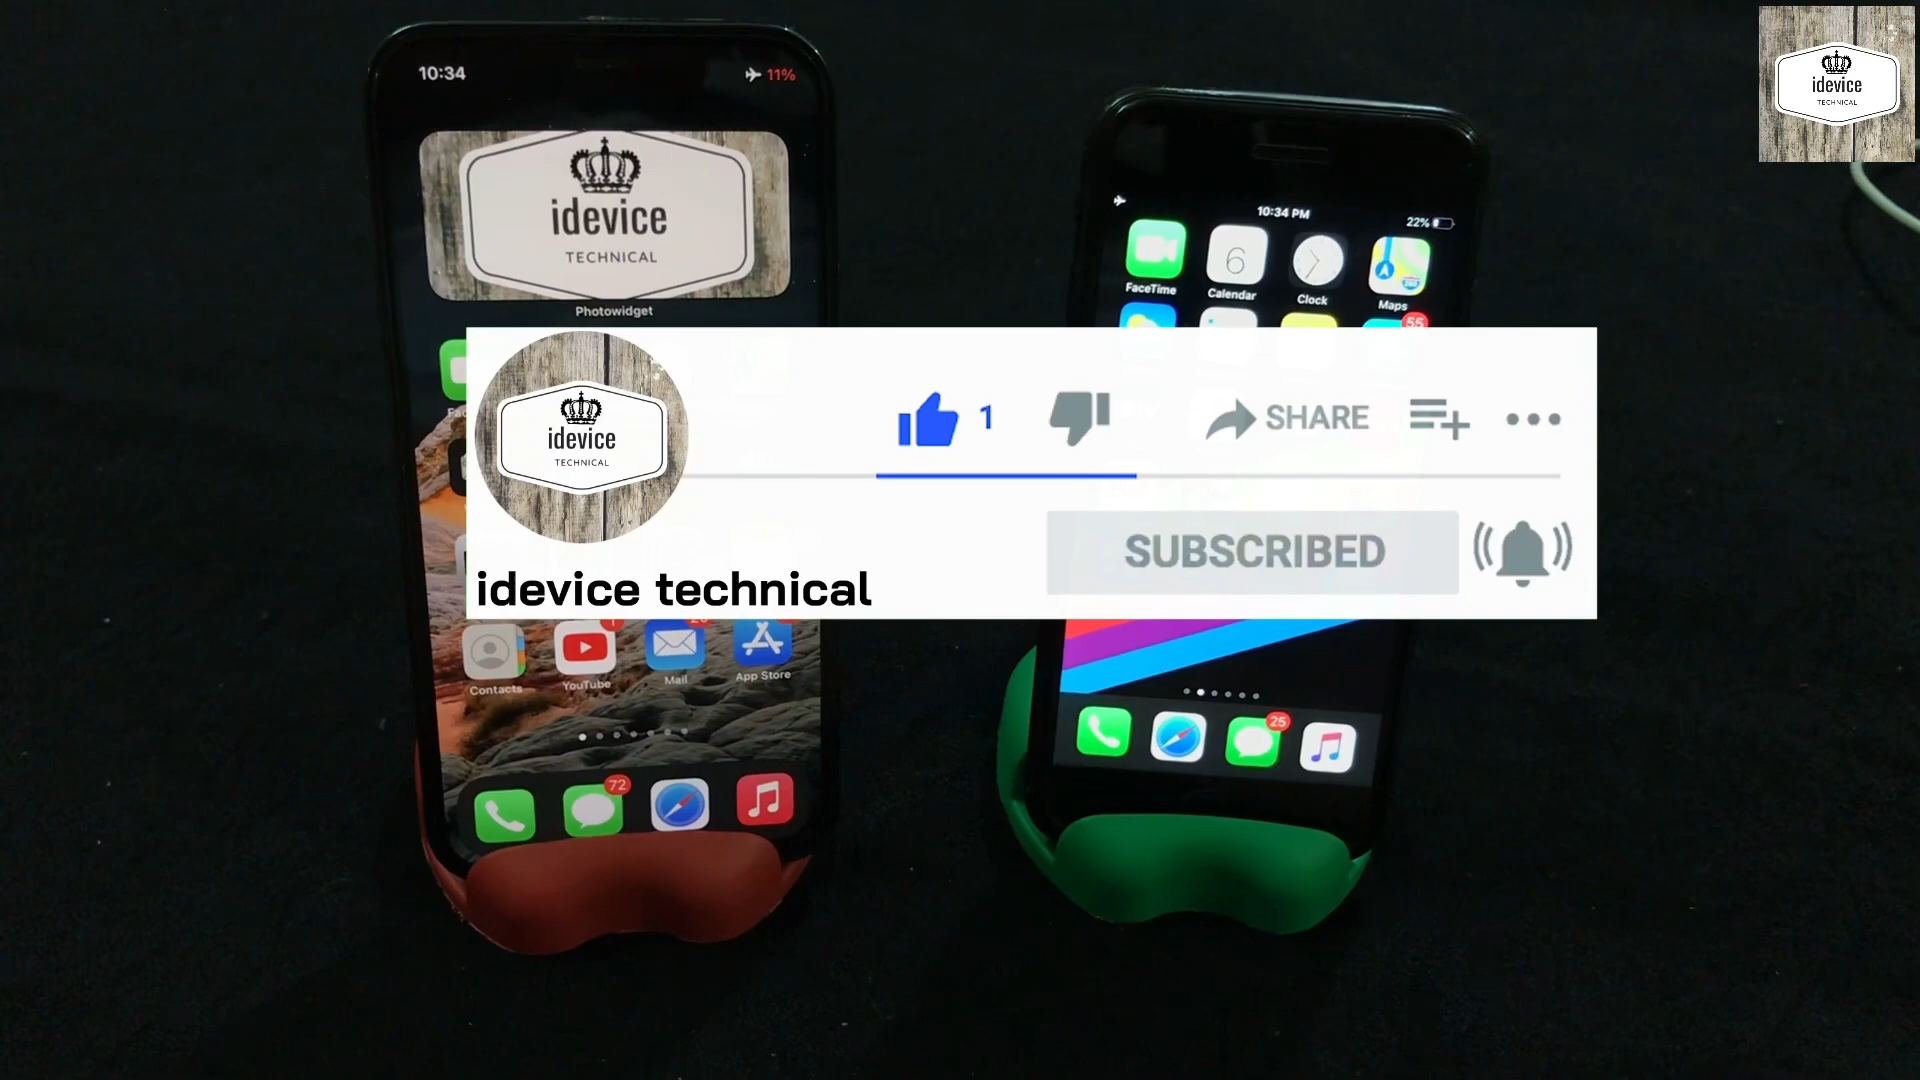 10:34
11%
idevice
TECHNICAL
Photowidget
Contacts
YouTube
Mail
App Store
72
10:34 PM
22%
6
FaceTime
Calendar
Clock
Maps
55
25
idevice
TECHNICAL
1
SHARE
SUBSCRIBED
idevice technical
idevice
TECHNICAL